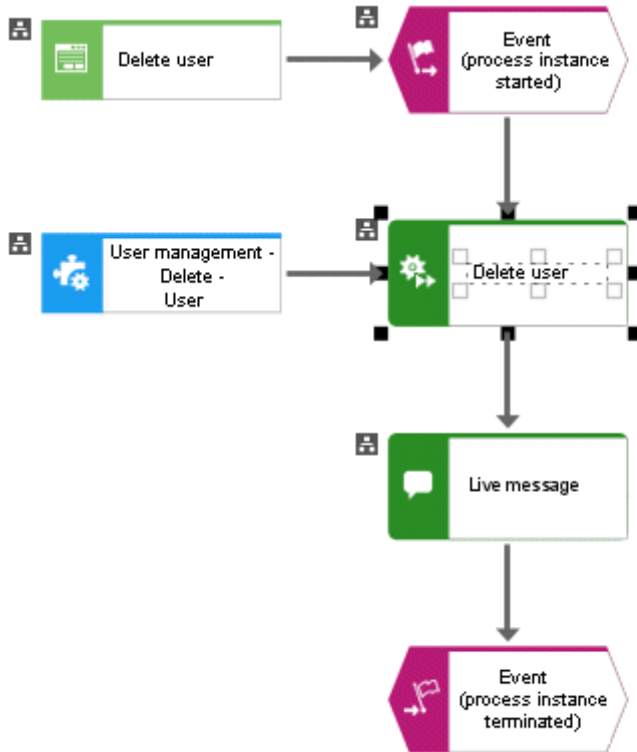 Delete user
Event
(process instance
started)
User management -
Delete -
User
Delete user
Live message
Event
(process instance
terminated)